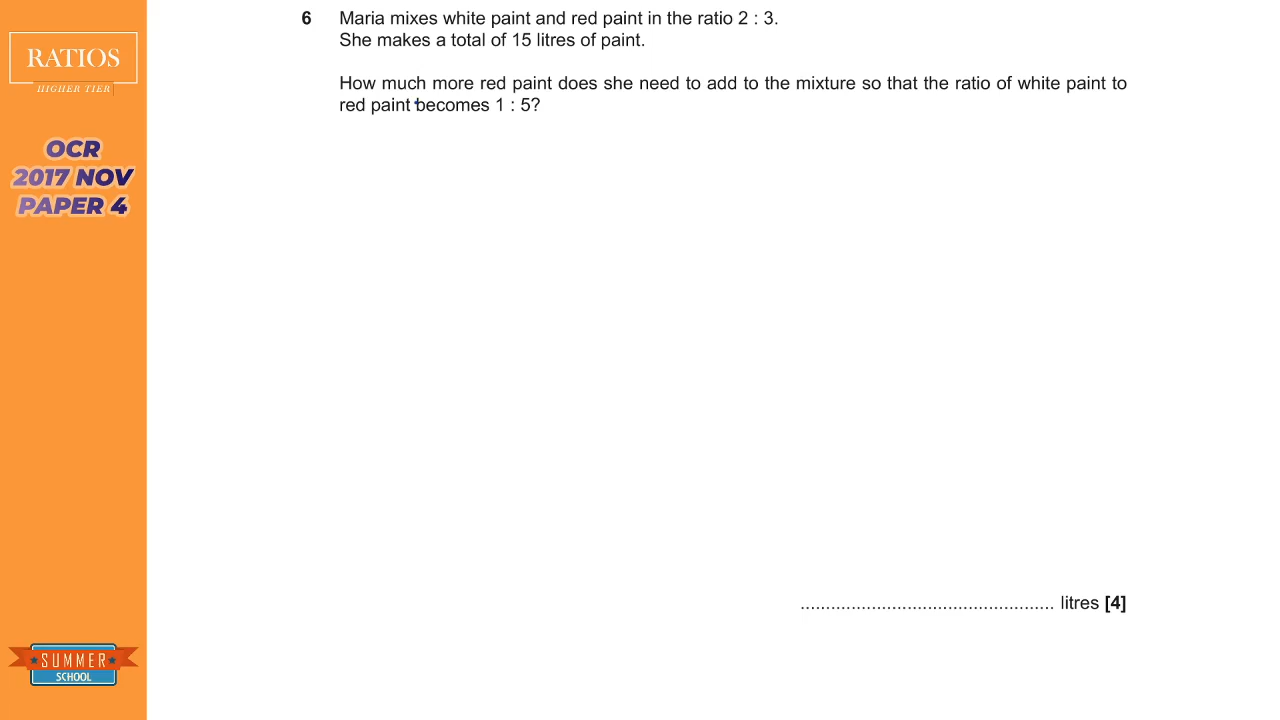 RATIOS
HIGHER TIER
OCR
2017 NOV
PAPER 4
6 Maria mixes white paint and red paint in the ratio 2 : 3.
She makes a total of 15 litres of paint.
How much more red paint does she need to add to the mixture so that the ratio of white paint to
red paint becomes 1 : 5?
.................................................. litres [4]
SUMMER
SCHOOL